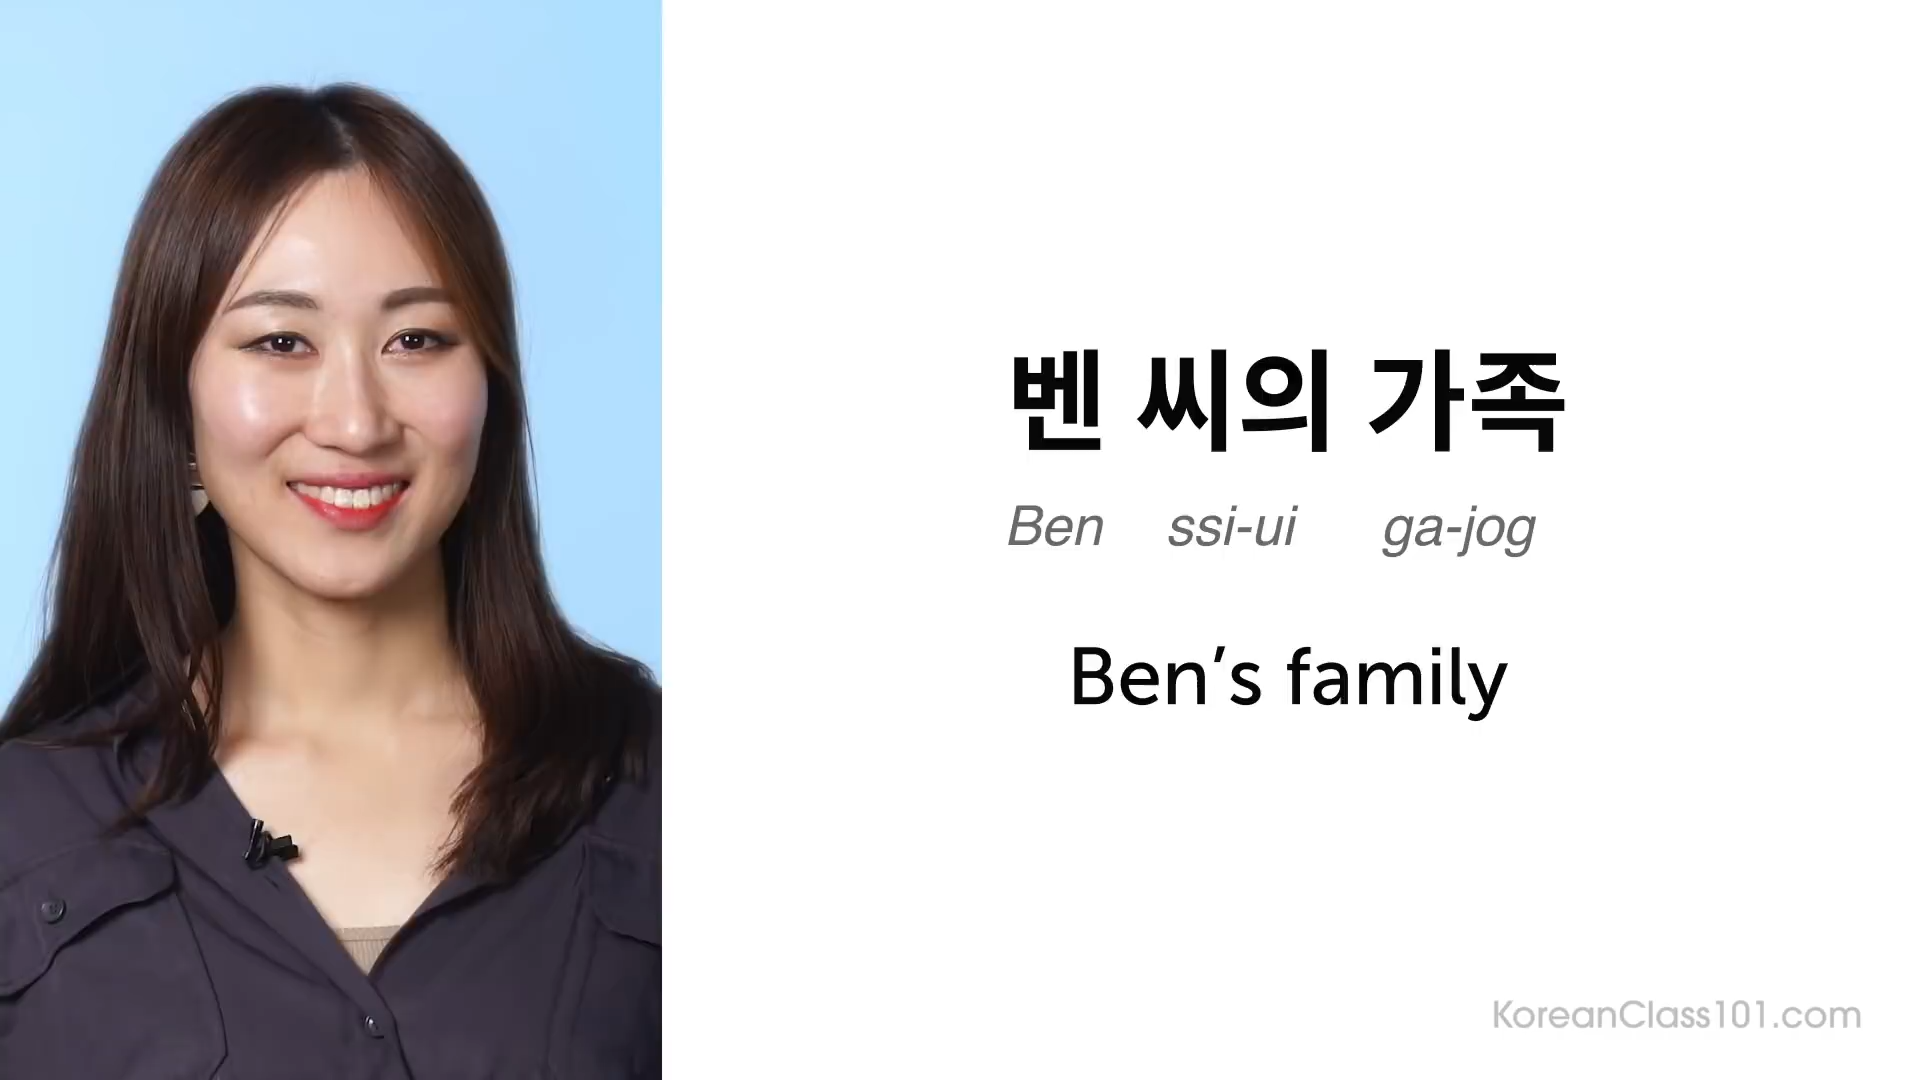 벤 씨의 가족
Ben ssi-ui ga-jog
Ben's family
KoreanClass101.com